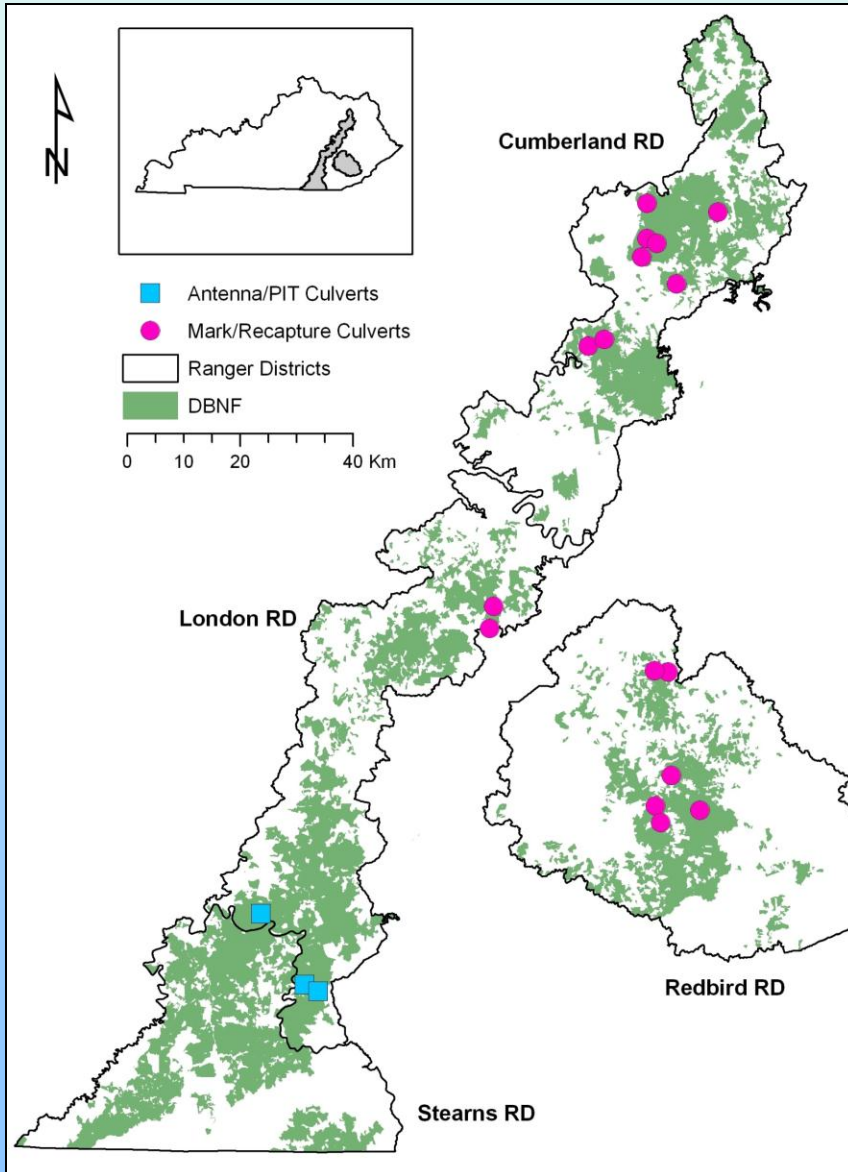 N
Cumberland RD
Antenna/PIT Culverts
Mark/Recapture Culverts
Ranger Districts
DBNF
0 10 20 40 Km
London RD
Redbird RD
Stearns RD